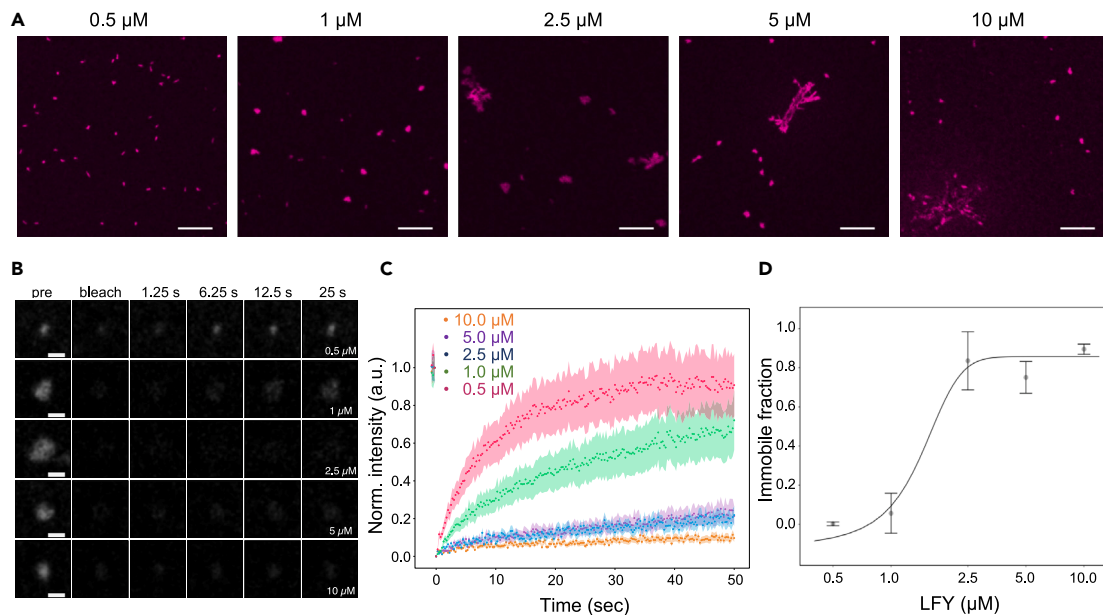 A
0.5 µM 1 µM 2.5 µM 5 µM 10 µM
B
pre bleach 1.25 s 6.25 s 12.5 s 25 s
0.5 µM
1 µM
2.5 µM
5 µM
10 µM
C
10.0 µM
5.0 µM
2.5 µM
1.0 µM
0.5 µM
Norm. intensity (a.u.)
1.0
0.8
0.6
0.4
0.2
0.0
0 10 20 30 40 50
Time (sec)
D
Immobile fraction
1.0
0.8
0.6
0.4
0.2
0.0
0.5 1.0 2.5 5.0 10.0
LFY (µM)